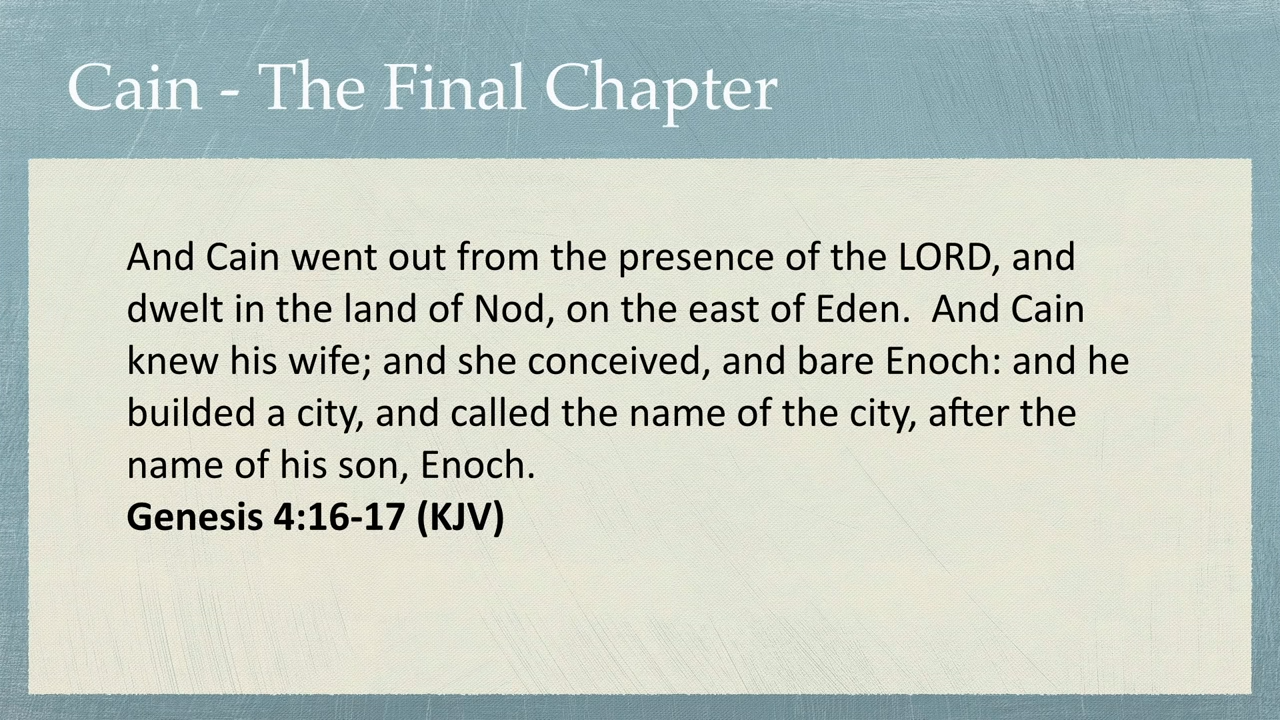 Cain - The Final Chapter
And Cain went out from the presence of the LORD, and
dwelt in the land of Nod, on the east of Eden.  And Cain
knew his wife; and she conceived, and bare Enoch: and he
builded a city, and called the name of the city, after the
name of his son, Enoch.
Genesis 4:16-17 (KJV)